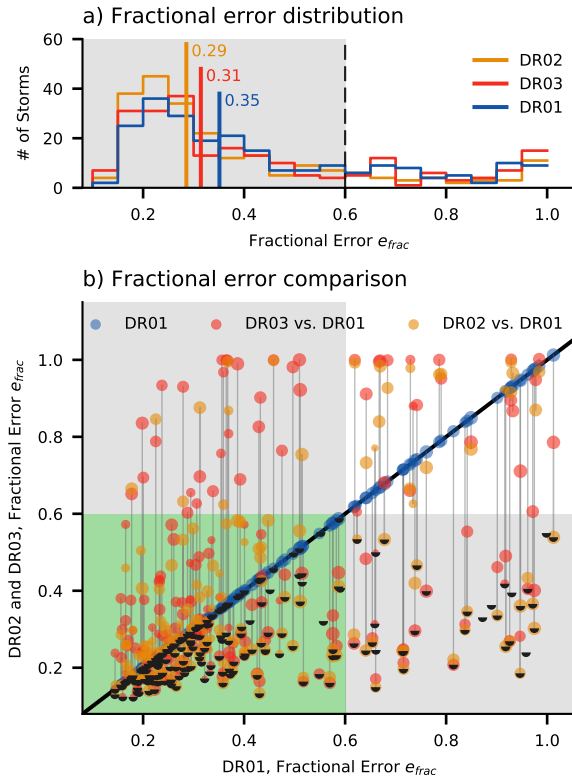 a) Fractional error distribution
60
40
20
0
# of Storms
0.29
0.31
0.35
DR02
DR03
DR01
0.2 0.4 0.6 0.8 1.0
Fractional Error e_frac
b) Fractional error comparison
DR01 DR03 vs. DR01 DR02 vs. DR01
1.0
0.8
0.6
0.4
0.2
DR02 and DR03, Fractional Error e_frac
0.2 0.4 0.6 0.8 1.0
DR01, Fractional Error e_frac